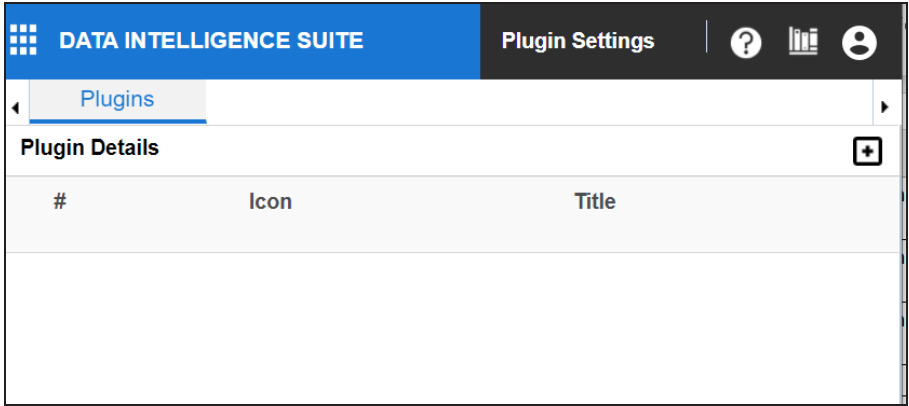 DATA INTELLIGENCE SUITE Plugin Settings
Plugins
Plugin Details
# Icon Title